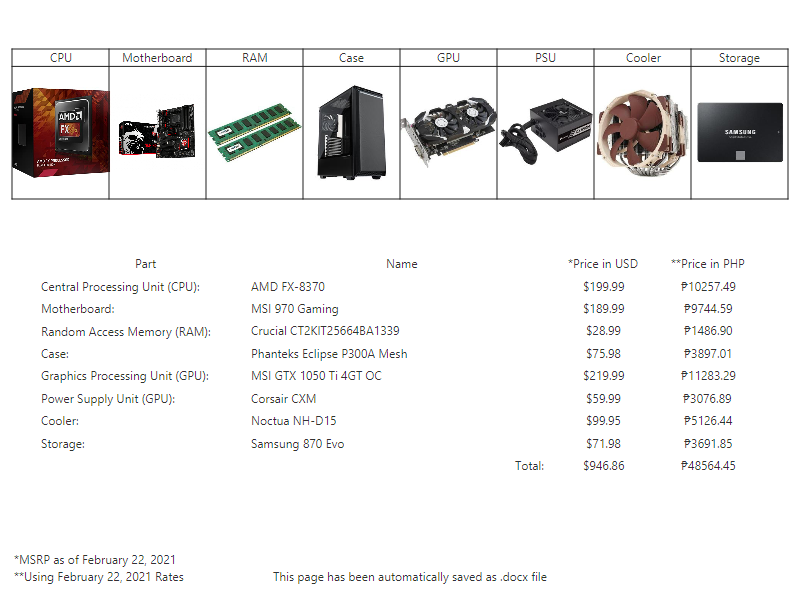 CPU Motherboard RAM Case GPU PSU Cooler Storage
AMD
FX
SAMSUNG
Part Name *Price in USD **Price in PHP
Central Processing Unit (CPU): AMD FX-8370 $199.99 ₱10257.49
Motherboard: MSI 970 Gaming $189.99 ₱9744.59
Random Access Memory (RAM): Crucial CT2KIT25664BA1339 $28.99 ₱1486.90
Case: Phanteks Eclipse P300A Mesh $75.98 ₱3897.01
Graphics Processing Unit (GPU): MSI GTX 1050 Ti 4GT OC $219.99 ₱11283.29
Power Supply Unit (GPU): Corsair CXM $59.99 ₱3076.89
Cooler: Noctua NH-D15 $99.95 ₱5126.44
Storage: Samsung 870 Evo $71.98 ₱3691.85
Total: $946.86 ₱48564.45
*MSRP as of February 22, 2021
**Using February 22, 2021 Rates This page has been automatically saved as .docx file